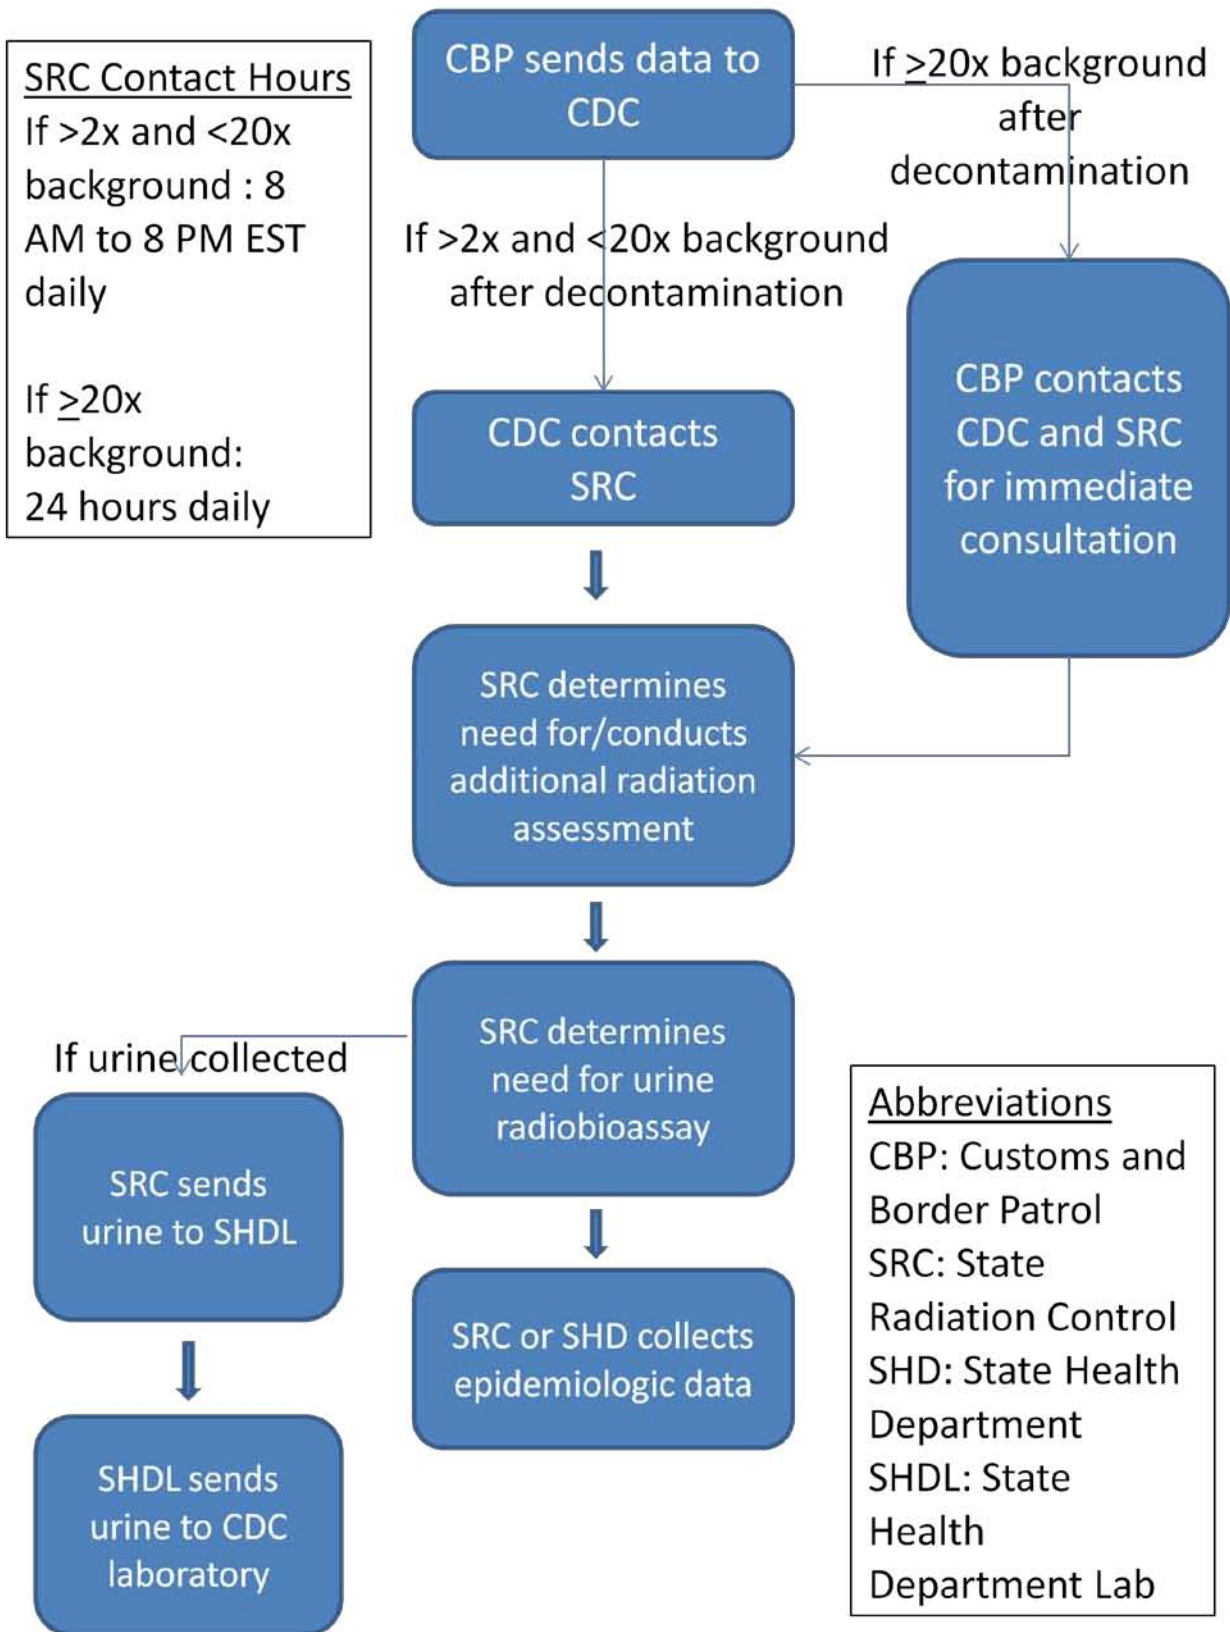 SRC Contact Hours
If >2x and <20x
background : 8
AM to 8 PM EST
daily
If ≥20x
background:
24 hours daily
CBP sends data to
CDC
If ≥20x background
after
decontamination
If >2x and <20x background
after decontamination
CBP contacts
CDC and SRC
for immediate
consultation
CDC contacts
SRC
SRC determines
need for/conducts
additional radiation
assessment
SRC determines
need for urine
radiobioassay
If urine collected
SRC sends
urine to SHDL
SHDL sends
urine to CDC
laboratory
SRC or SHD collects
epidemiologic data
Abbreviations
CBP: Customs and
Border Patrol
SRC: State
Radiation Control
SHD: State Health
Department
SHDL: State
Health
Department Lab